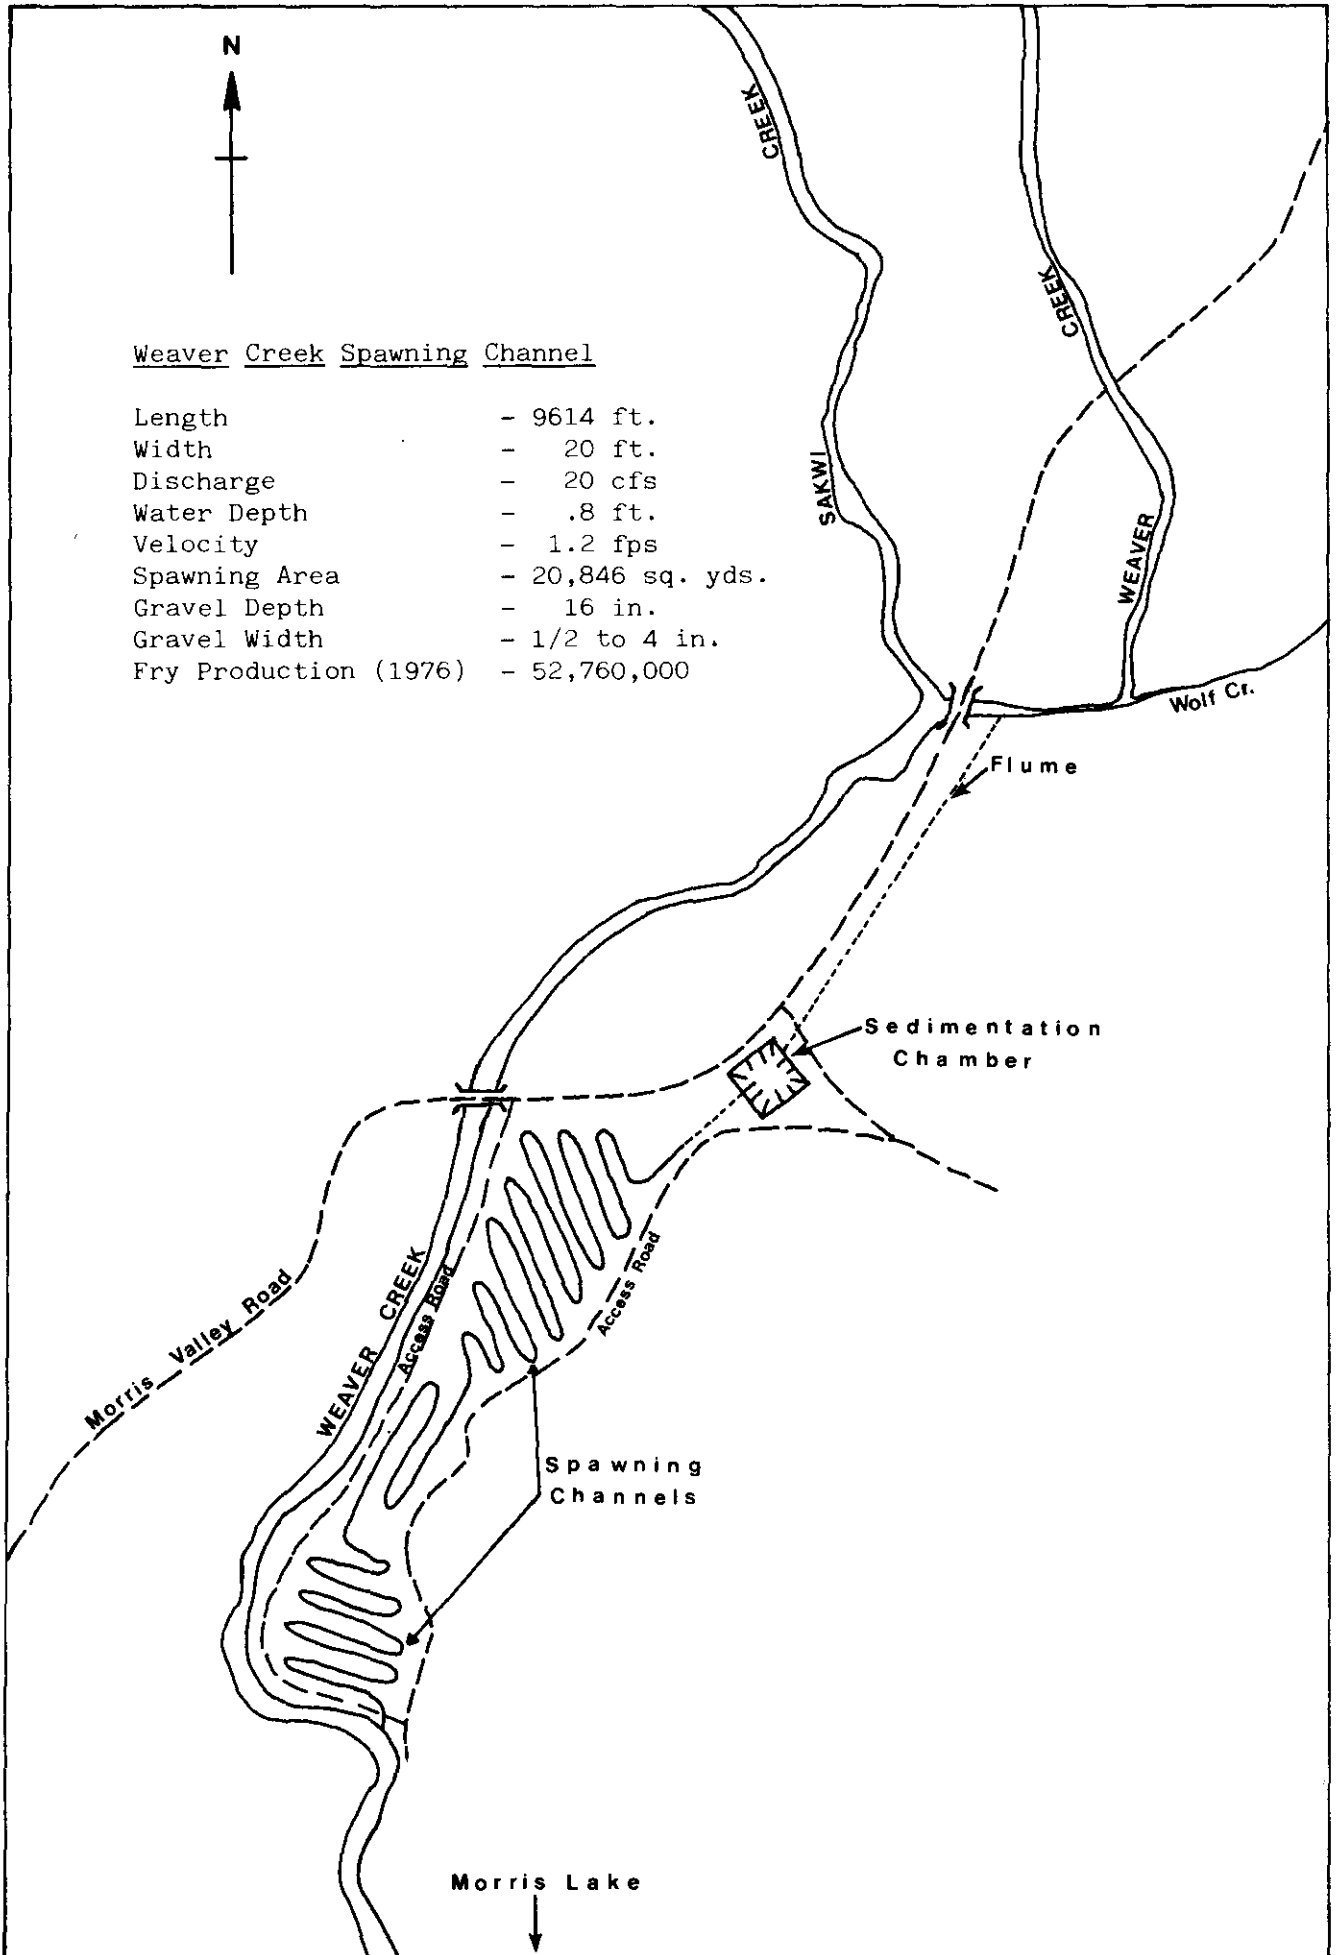 N
CREEK
CREEK
Weaver Creek Spawning Channel
Length - 9614 ft.
Width - 20 ft.
Discharge - 20 cfs
Water Depth - .8 ft.
Velocity - 1.2 fps
Spawning Area - 20,846 sq. yds.
Gravel Depth - 16 in.
Gravel Width - 1/2 to 4 in.
Fry Production (1976) - 52,760,000
SAKWI
WEAVER
Wolf Cr.
Flume
Sedimentation
Chamber
WEAVER CREEK
Access Road
Access Road
Morris Valley Road
Spawning
Channels
Morris Lake